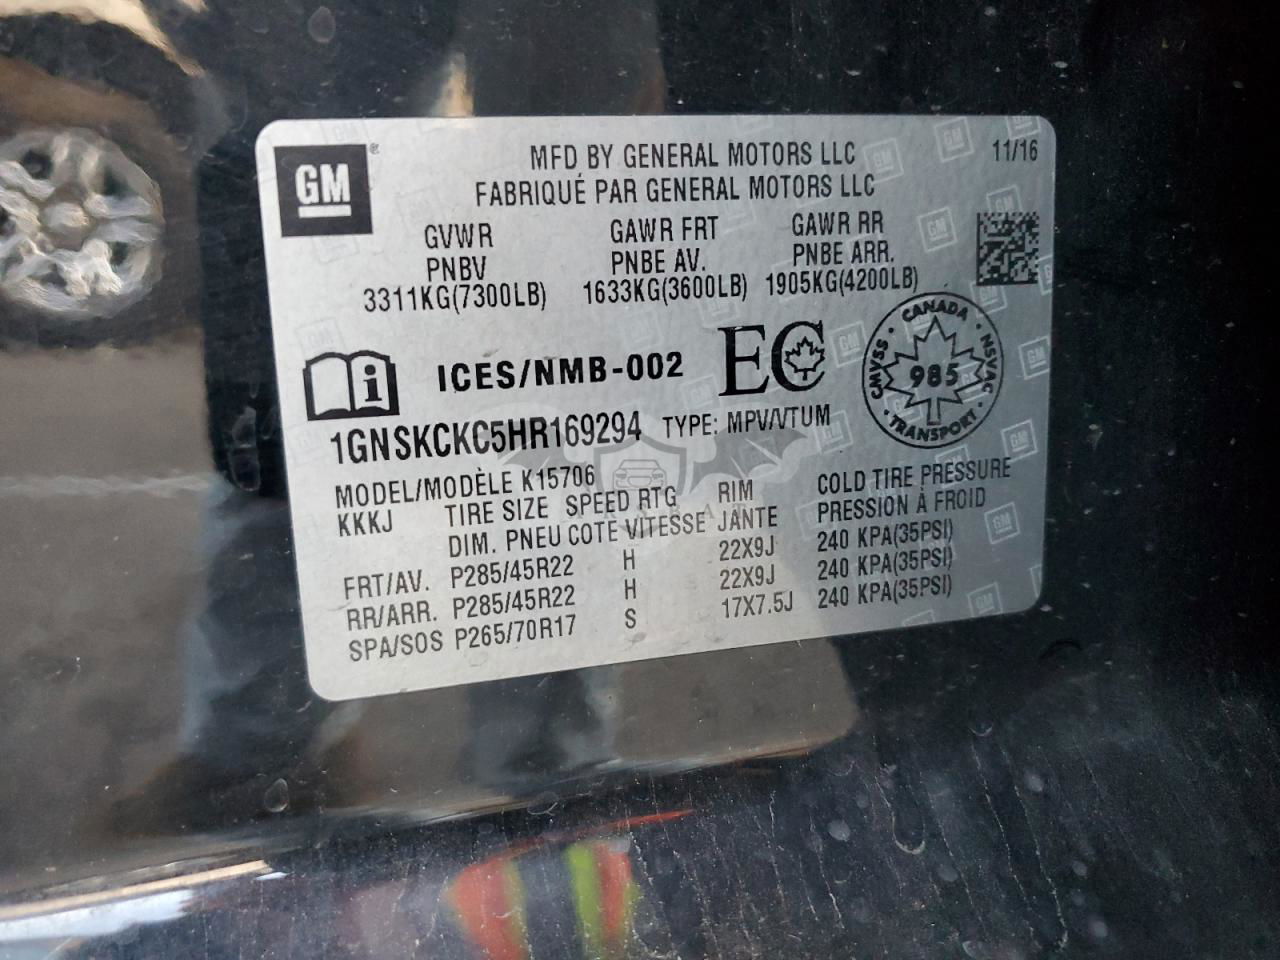 GM
MFD BY GENERAL MOTORS LLC 11/16
FABRIQUÉ PAR GENERAL MOTORS LLC
GVWR GAWR FRT GAWR RR
PNBV PNBE AV. PNBE ARR.
3311KG(7300LB) 1633KG(3600LB) 1905KG(4200LB)
i ICES/NMB-002 EC
CANADA
CMVSS 985 NSVAC
TRANSPORT
1GNSKCKC5HR169294 TYPE: MPV/VTUM
MODEL/MODÈLE K15706
KKKJ TIRE SIZE SPEED RTG RIM COLD TIRE PRESSURE
DIM. PNEU COTE VITESSE JANTE PRESSION À FROID
FRT/AV. P285/45R22 H 22X9J 240 KPA(35PSI)
RR/ARR. P285/45R22 H 22X9J 240 KPA(35PSI)
SPA/SOS P265/70R17 S 17X7.5J 240 KPA(35PSI)